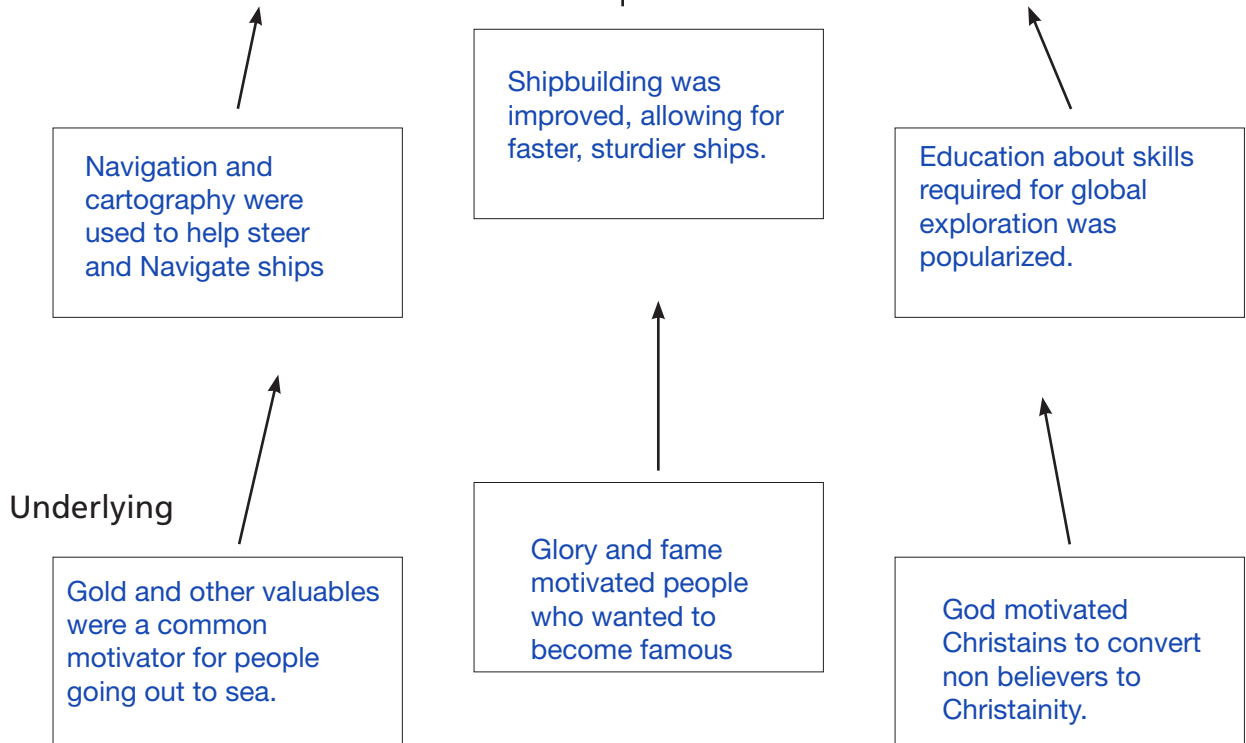 Shipbuilding was
improved, allowing for
faster, sturdier ships.
Navigation and
cartography were
used to help steer
and Navigate ships
Education about skills
required for global
exploration was
popularized.
Underlying
Gold and other valuables
were a common
motivator for people
going out to sea.
Glory and fame
motivated people
who wanted to
become famous
God motivated
Christains to convert
non believers to
Christainity.